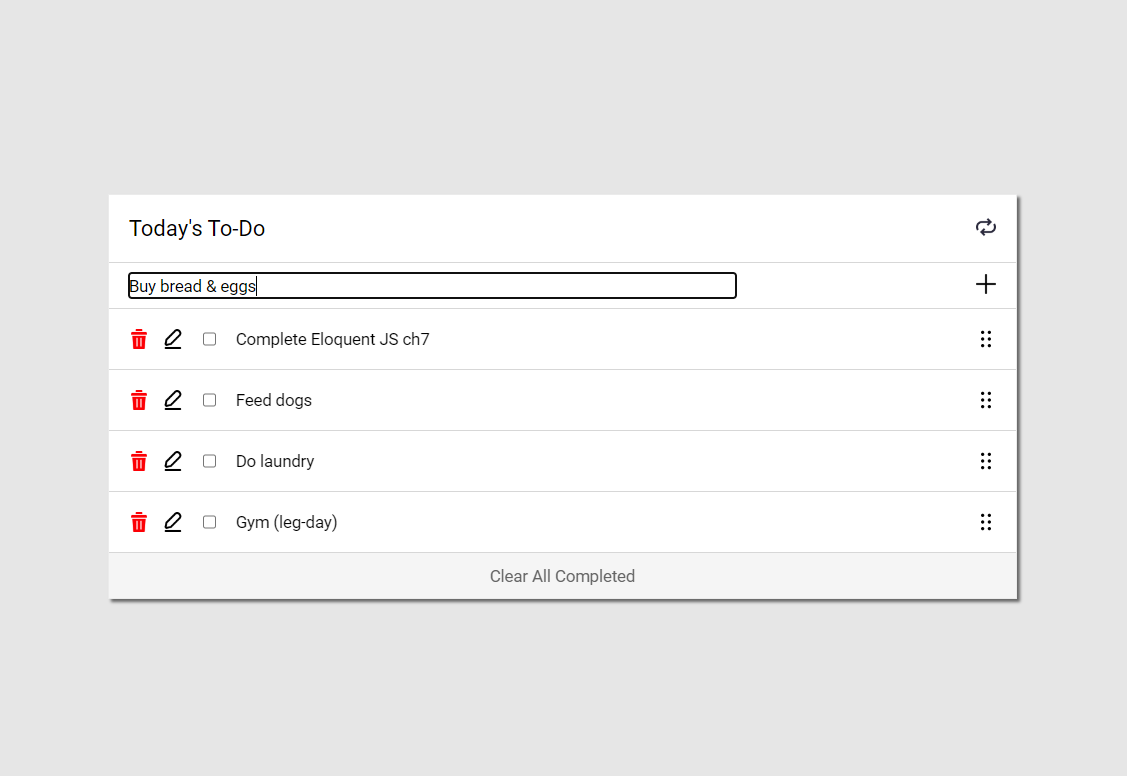 Today's To-Do
Buy bread & eggs
Complete Eloquent JS ch7
Feed dogs
Do laundry
Gym (leg-day)
Clear All Completed